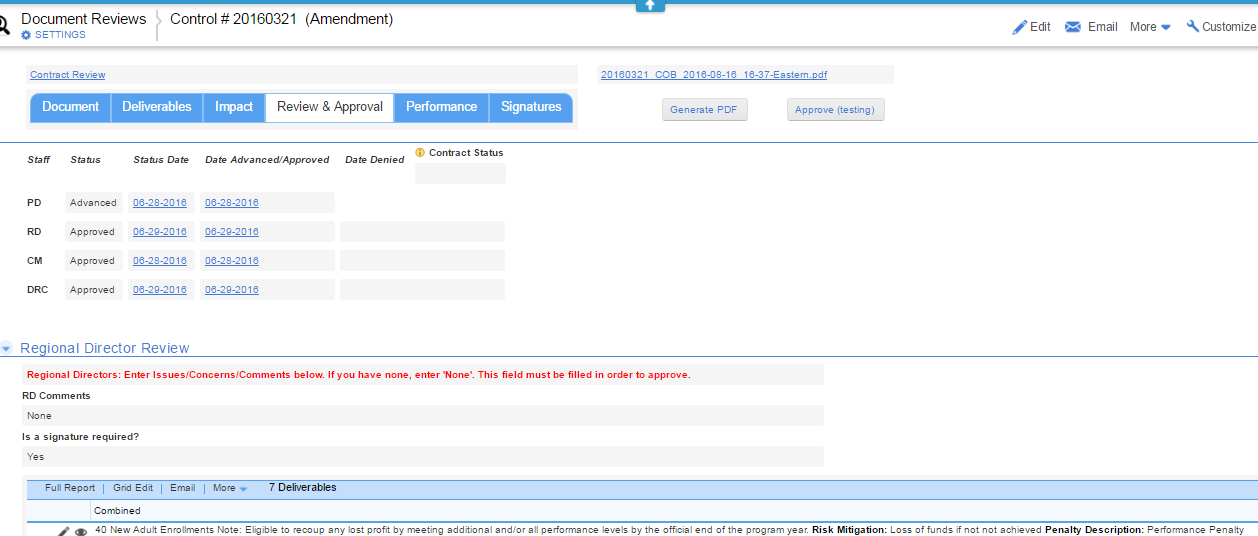 Document Reviews Control # 20160321 (Amendment)
SETTINGS
Edit Email More Customize
Contract Review 20160321_COB_2016-08-16_16-37-Eastern.pdf
Document Deliverables Impact Review & Approval Performance Signatures
Generate PDF Approve (testing)
Staff Status Status Date Date Advanced/Approved Date Denied Contract Status
PD Advanced 06-28-2016 06-28-2016
RD Approved 06-29-2016 06-29-2016
CM Approved 06-28-2016 06-28-2016
DRC Approved 06-29-2016 06-29-2016
Regional Director Review
Regional Directors: Enter Issues/Concerns/Comments below. If you have none, enter 'None'. This field must be filled in order to approve.
RD Comments
None
Is a signature required?
Yes
Full Report | Grid Edit | Email | More 7 Deliverables
Combined
40 New Adult Enrollments Note: Eligible to recoup any lost profit by meeting additional and/or all performance levels by the official end of the program year. Risk Mitigation: Loss of funds if not not achieved Penalty Description: Performance Penalty